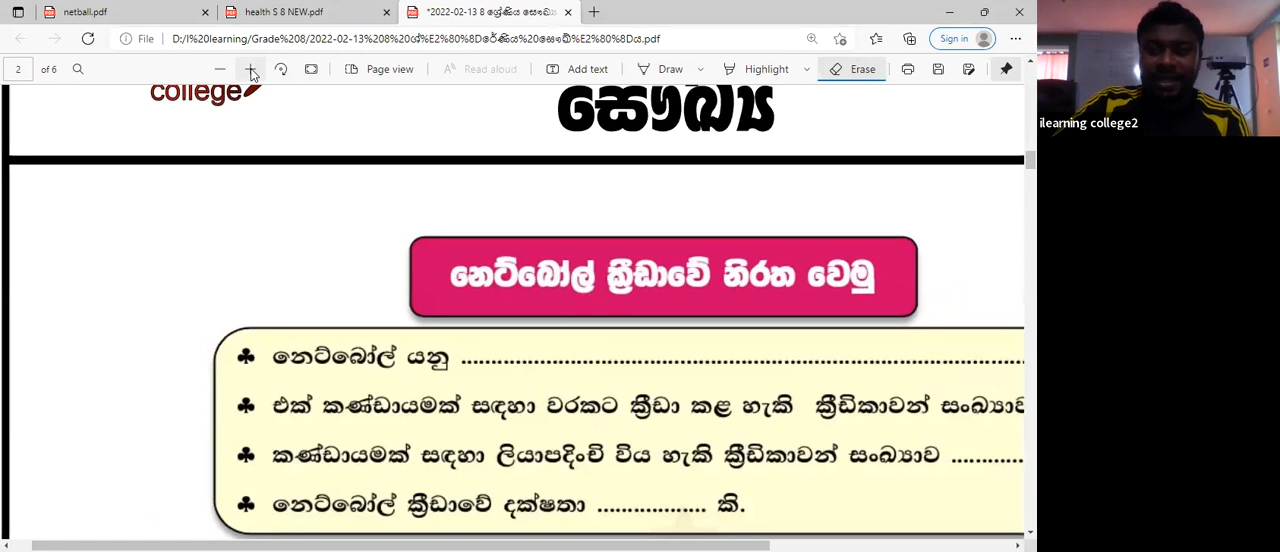 netball.pdf
health S 8 NEW.pdf
*2022-02-13 8 ශ්‍රේණිය සෞඛ්‍ය
File D:/I%20learning/Grade%208/2022-02-13%208%20ශ්%E2%80%8Dරේණිය%20සෞඛ්%E2%80%8Dය.pdf
Sign in
2 of 6
Page view
Read aloud
Add text
Draw
Highlight
Erase
ilearning college2
college
සෞඛ්‍ය
නෙට්බෝල් ක්‍රීඩාවේ නිරත වෙමු
♣ නෙට්බෝල් යනු ..............................................................................................
♣ එක් කණ්ඩායමක් සඳහා වරකට ක්‍රීඩා කළ හැකි ක්‍රීඩිකාවන් සංඛ්‍යාව
♣ කණ්ඩායමක් සඳහා ලියාපදිංචි විය හැකි ක්‍රීඩිකාවන් සංඛ්‍යාව ............
♣ නෙට්බෝල් ක්‍රීඩාවේ දක්ෂතා .................. කි.